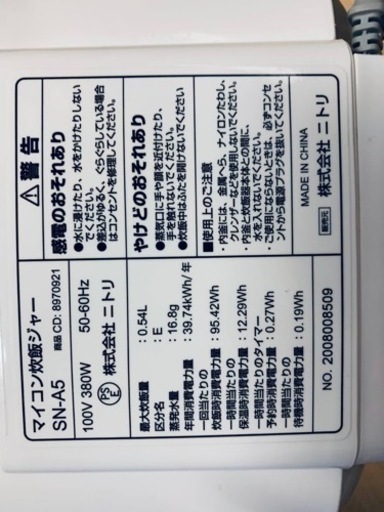 マイコン炊飯ジャー
SN-A5 商品CD: 8970921
100V 380W 50-60Hz
PS E 株式会社 ニトリ
最大炊飯量 : 0.54L
区分名 : E
蒸発水量 : 16.8g
年間消費電力量 : 39.74kWh/年
一回当たりの
炊飯時消費電力量 : 95.42Wh
一時間当たりの
保温時消費電力量 : 12.29Wh
一時間当たりのタイマー
予約時消費電力量 : 0.27Wh
一時間当たりの
待機時消費電力量 : 0.19Wh
NO. 2008008509
⚠警告
感電のおそれあり
•水に浸けたり、水をかけたりしない
でください。
•差込がゆるく、ぐらぐらしている場合
はコンセントを修理してください。
やけどのおそれあり
•蒸気口に手や顔を近付けたり、
手を触れないでください。
•炊飯中はふたを開けないでください。
■使用上のご注意
・内釜には、金属へら、ナイロンたわし、
クレンザーなどを使用しないでください。
・内釜と炊飯器本体との間に、
水を入れないでください。
・ご使用にならないときは、必ずコンセ
ントから電源プラグを抜いてください。
MADE IN CHINA
販売元 株式会社 ニトリ